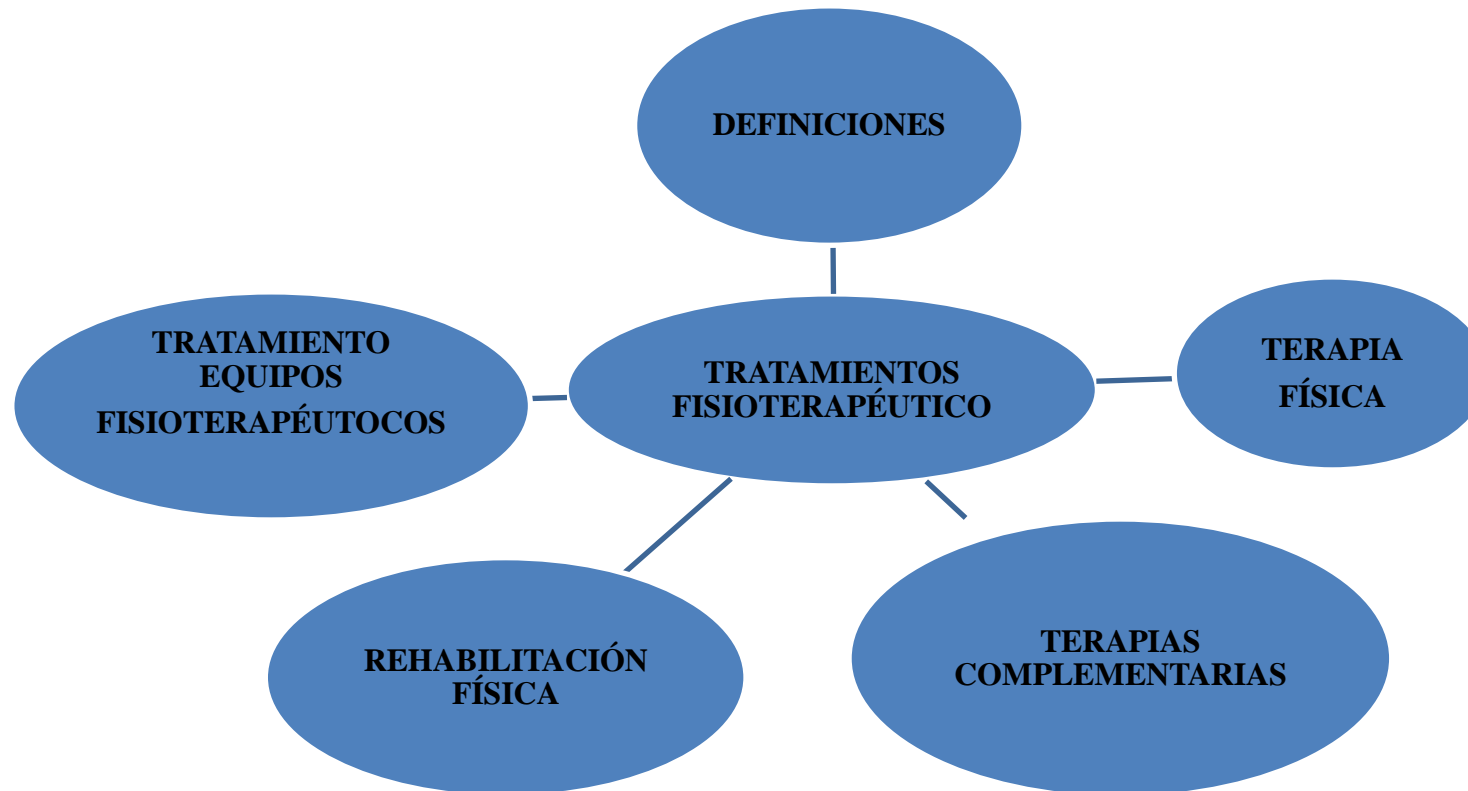 DEFINICIONES
TRATAMIENTO
EQUIPOS
FISIOTERAPÉUTOCOS
TRATAMIENTOS
FISIOTERAPÉUTICO
TERAPIA
FÍSICA
REHABILITACIÓN
FÍSICA
TERAPIAS
COMPLEMENTARIAS